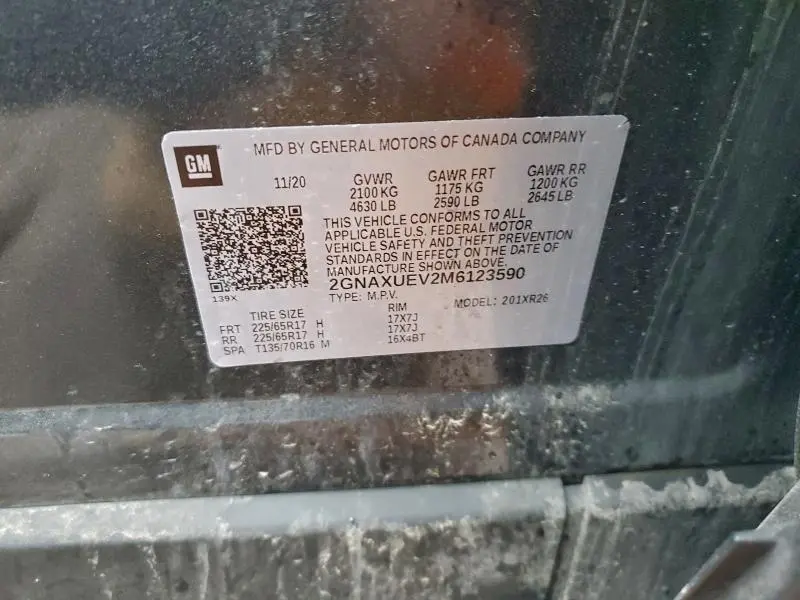 GM
MFD BY GENERAL MOTORS OF CANADA COMPANY
11/20 GVWR GAWR FRT GAWR RR
2100 KG 1175 KG 1200 KG
4630 LB 2590 LB 2645 LB
THIS VEHICLE CONFORMS TO ALL
APPLICABLE U.S. FEDERAL MOTOR
VEHICLE SAFETY AND THEFT PREVENTION
STANDARDS IN EFFECT ON THE DATE OF
MANUFACTURE SHOWN ABOVE.
2GNAXUEV2M6123590
139X
TYPE: M.P.V. MODEL: 201XR26
TIRE SIZE RIM
FRT 225/65R17 H 17X7J
RR 225/65R17 H 17X7J
SPA T135/70R16 M 16X4BT